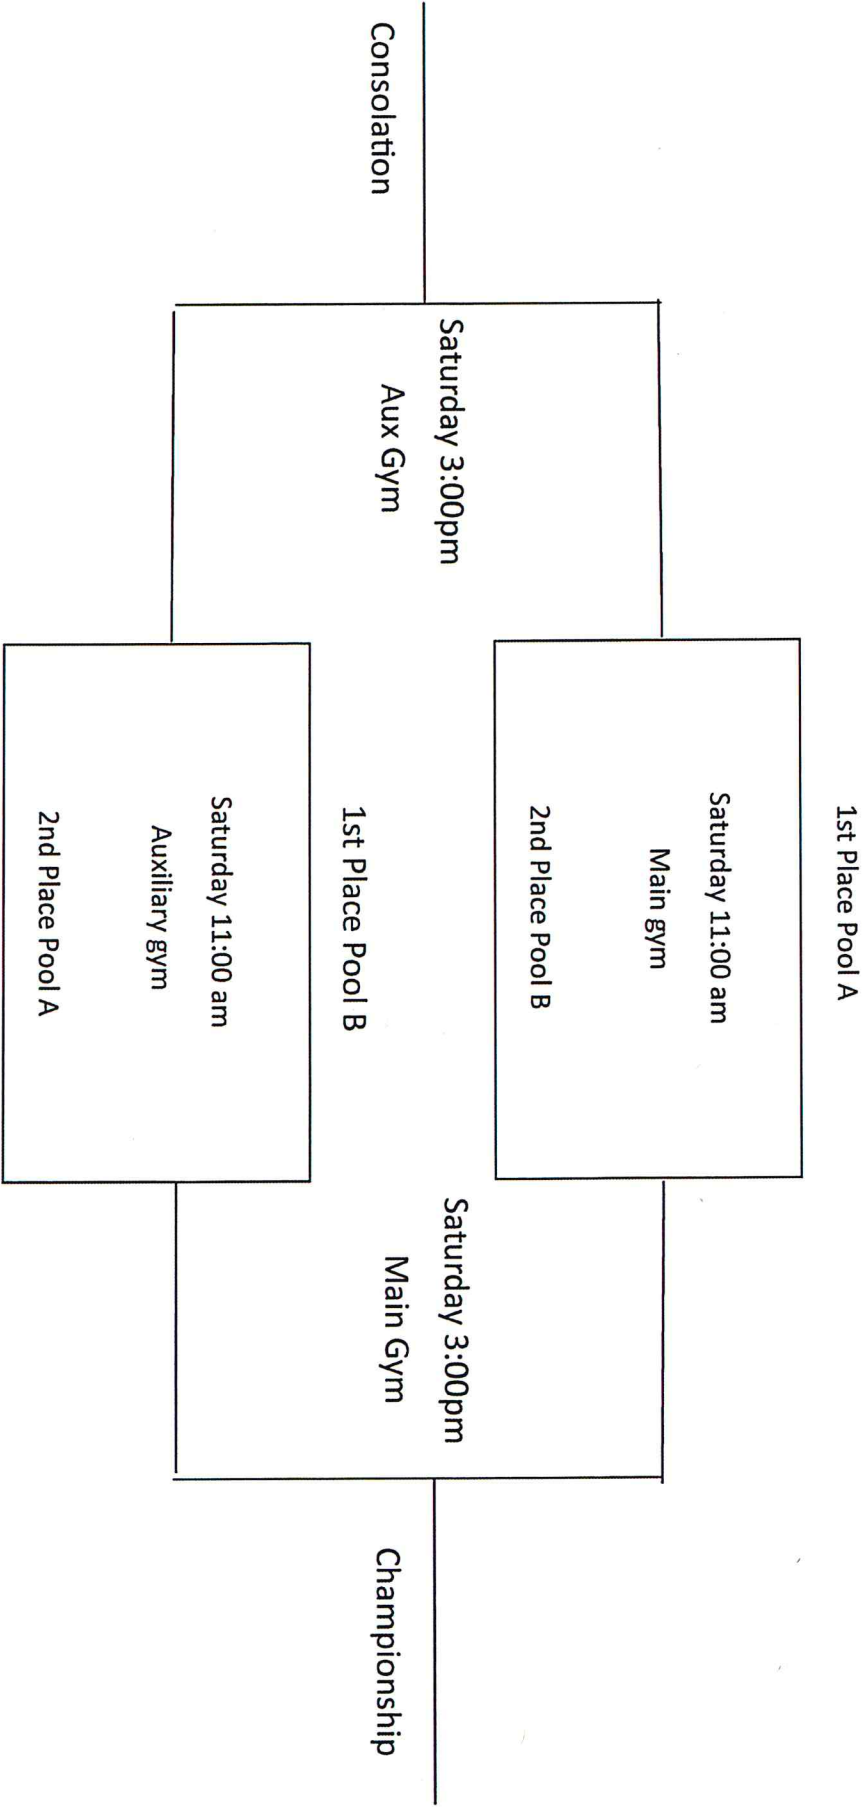 1st Place Pool A
Saturday 11:00 am
Main gym
2nd Place Pool B
Saturday 3:00pm
Aux Gym
Consolation
Saturday 3:00pm
Main Gym
Championship
1st Place Pool B
Saturday 11:00 am
Auxiliary gym
2nd Place Pool A